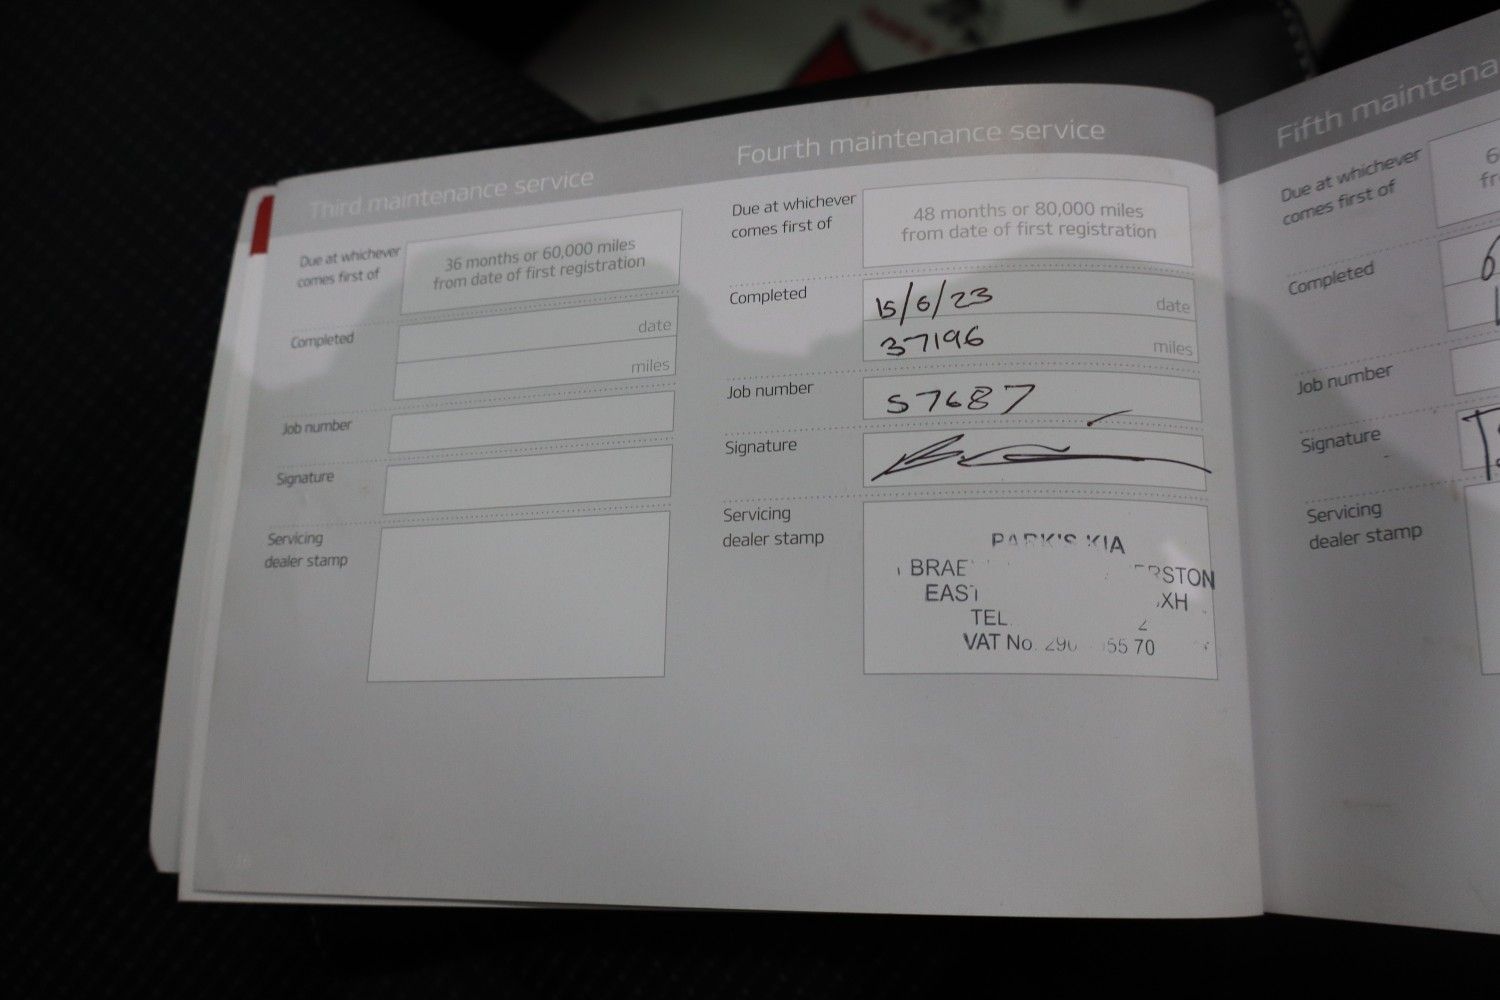 Third maintenance service
Due at whichever
comes first of
36 months or 60,000 miles
from date of first registration
Completed
date
miles
Job number
Signature
Servicing
dealer stamp
Fourth maintenance service
Due at whichever
comes first of
48 months or 80,000 miles
from date of first registration
Completed
15/6/23
date
37196
miles
Job number
57687
Signature
Servicing
dealer stamp
PARK'S KIA
BRAE
EAST
TEL.
VAT No.
55 70
Fifth
Due at whichever
comes first of
Completed
Job number
Signature
Servicing
dealer stamp